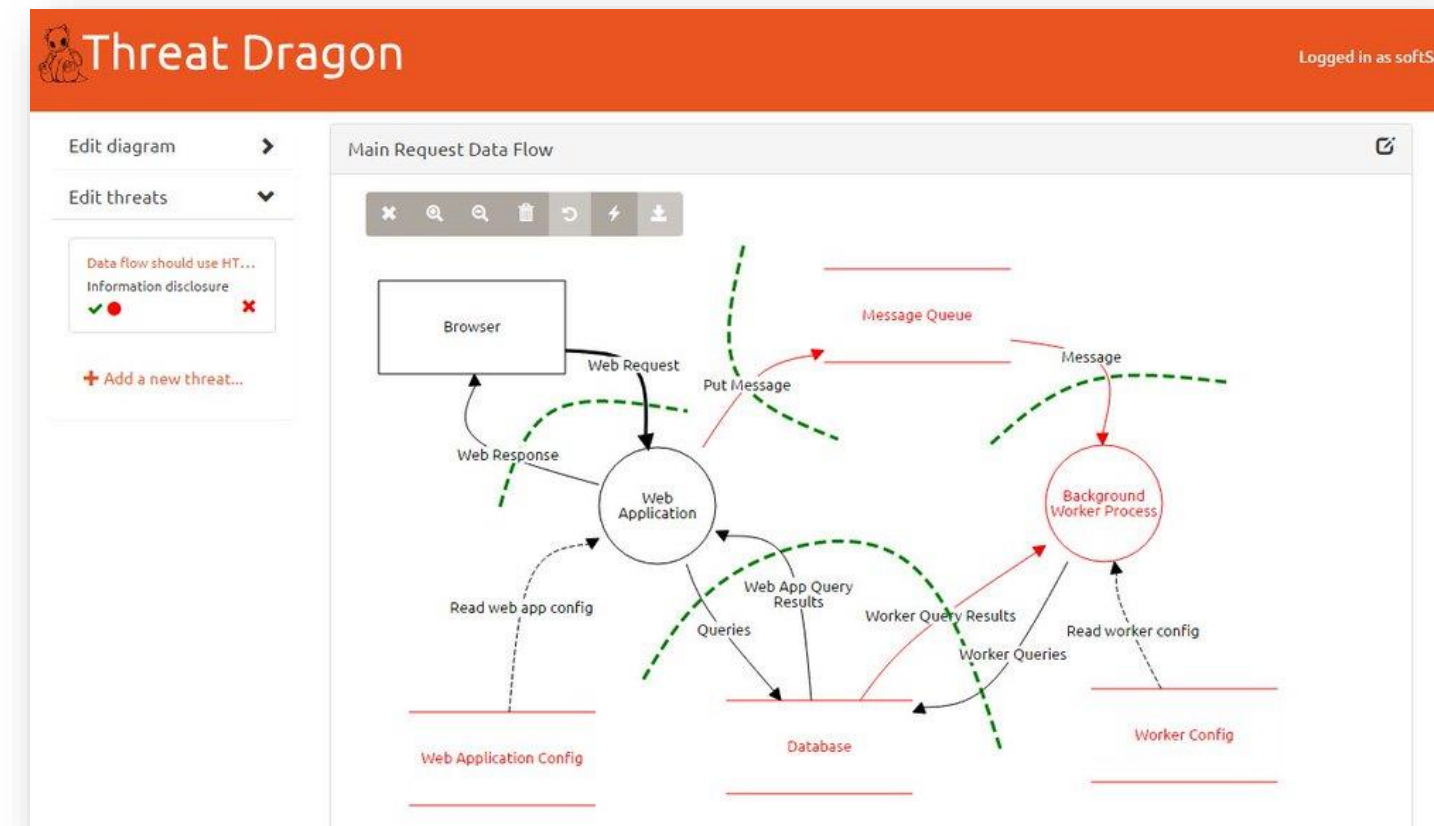 Threat Dragon
Logged in as softS
Edit diagram
Edit threats
Data flow should use HT...
Information disclosure
Add a new threat...
Main Request Data Flow
Browser
Message Queue
Web Request
Put Message
Message
Web Response
Web
Application
Background
Worker Process
Read web app config
Queries
Web App Query
Results
Worker Query Results
Worker Queries
Read worker config
Web Application Config
Database
Worker Config